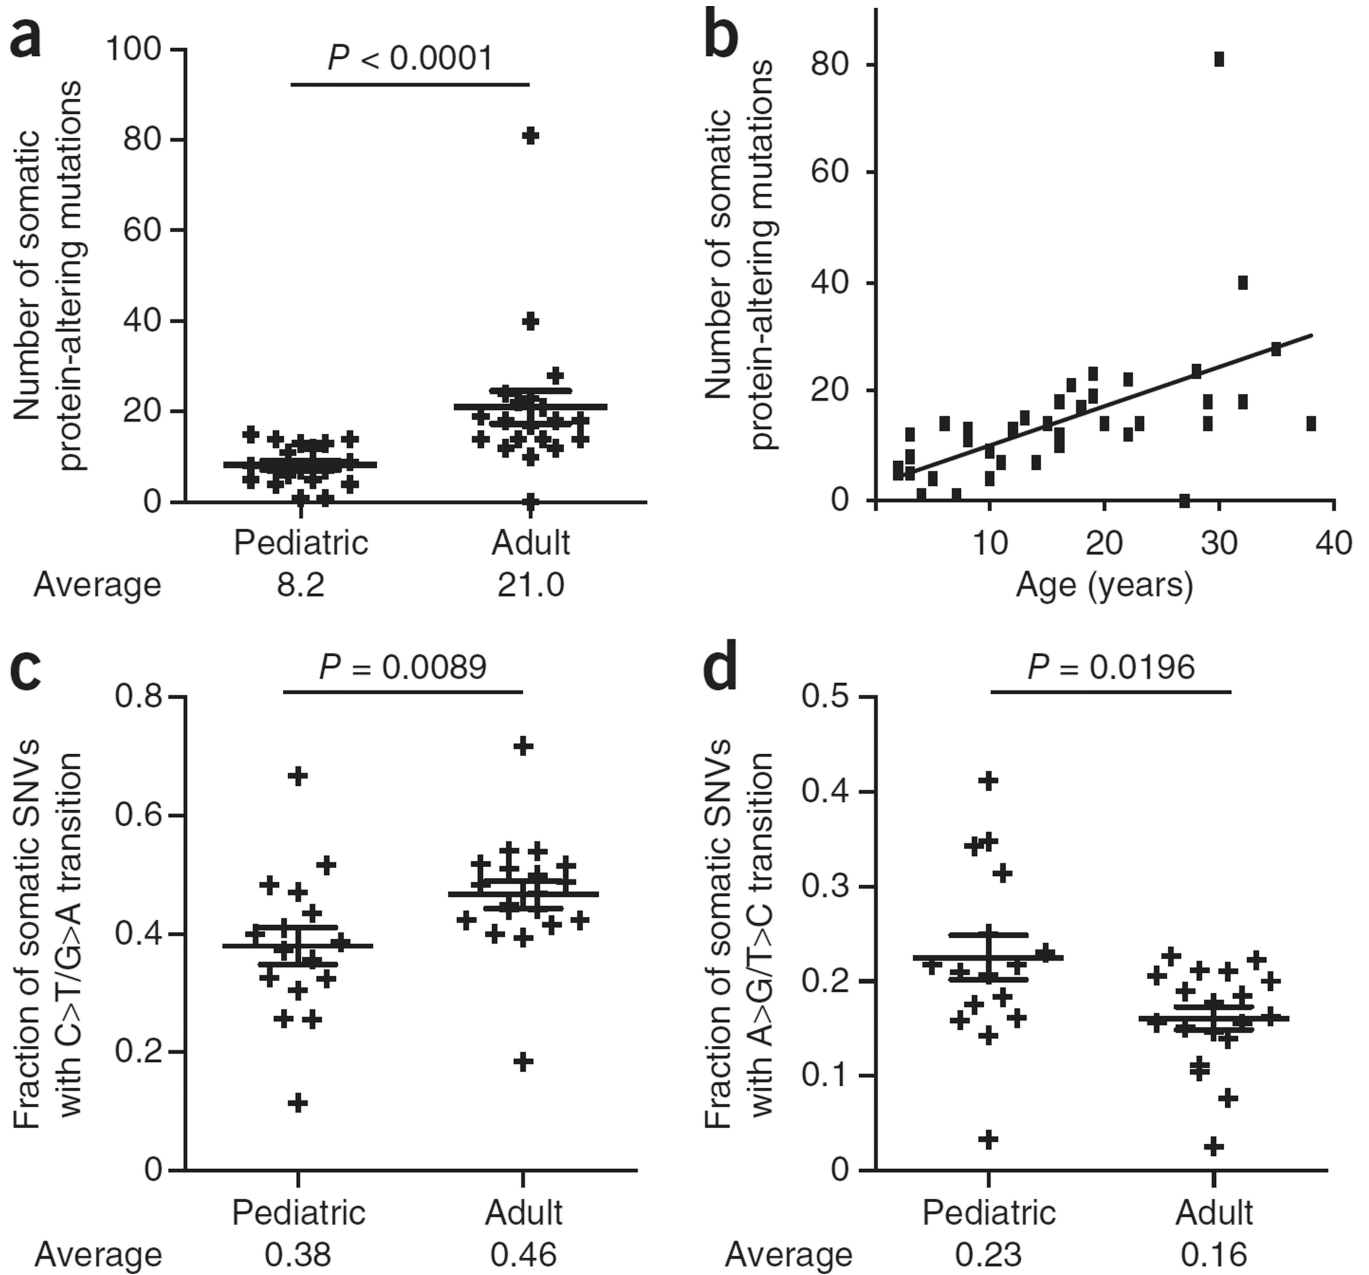 a
P < 0.0001
Number of somatic
protein-altering mutations
100
80
60
40
20
0
Pediatric Adult
Average 8.2 21.0
b
Number of somatic
protein-altering mutations
80
60
40
20
0
10 20 30 40
Age (years)
c
P = 0.0089
Fraction of somatic SNVs
with C>T/G>A transition
0.8
0.6
0.4
0.2
0
Pediatric Adult
Average 0.38 0.46
d
P = 0.0196
Fraction of somatic SNVs
with A>G/T>C transition
0.5
0.4
0.3
0.2
0.1
0
Pediatric Adult
Average 0.23 0.16